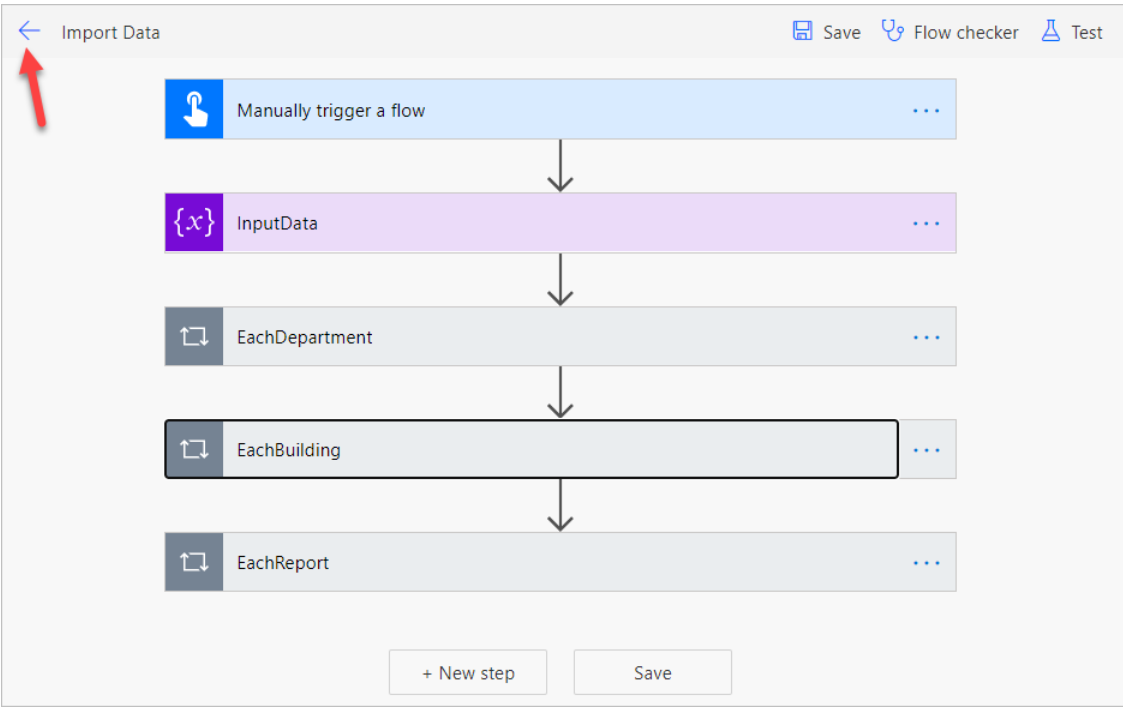 Import Data
Save
Flow checker
Test
Manually trigger a flow
...
{x}
InputData
...
EachDepartment
...
EachBuilding
...
EachReport
...
+ New step
Save